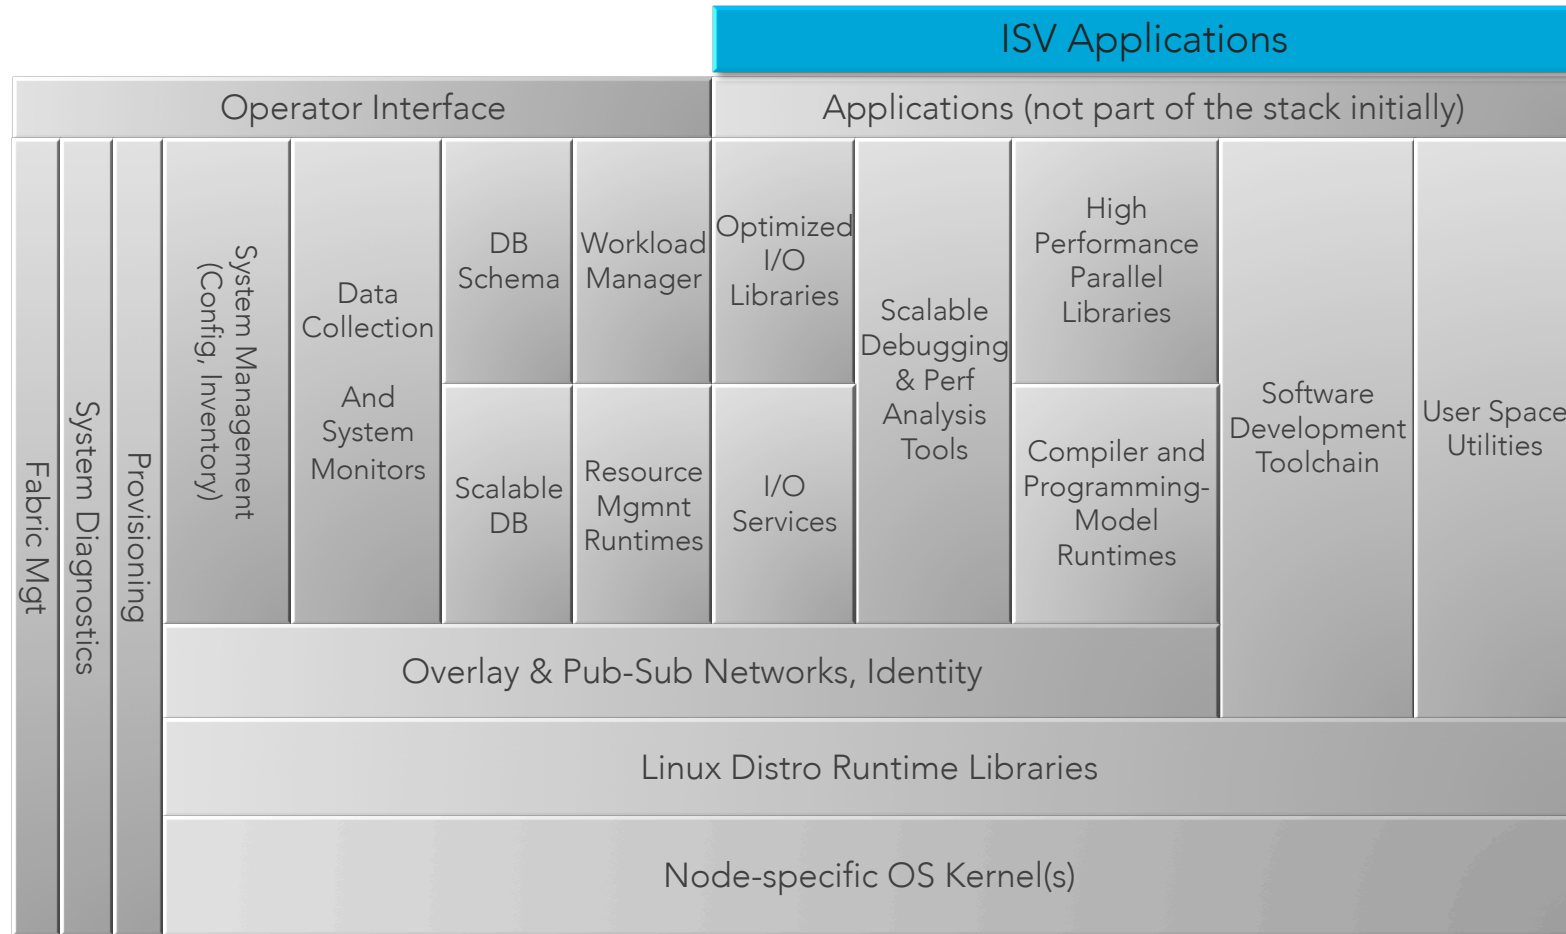 ISV Applications
Operator Interface
Applications (not part of the stack initially)
Fabric Mgt
System Diagnostics
Provisioning
System Management
(Config, Inventory)
Data
Collection
And
System
Monitors
DB
Schema
Workload
Manager
Optimized
I/O
Libraries
Scalable
Debugging
& Perf
Analysis
Tools
High
Performance
Parallel
Libraries
Software
Development
Toolchain
User Space
Utilities
Scalable
DB
Resource
Mgmnt
Runtimes
I/O
Services
Compiler and
Programming-
Model
Runtimes
Overlay & Pub-Sub Networks, Identity
Linux Distro Runtime Libraries
Node-specific OS Kernel(s)